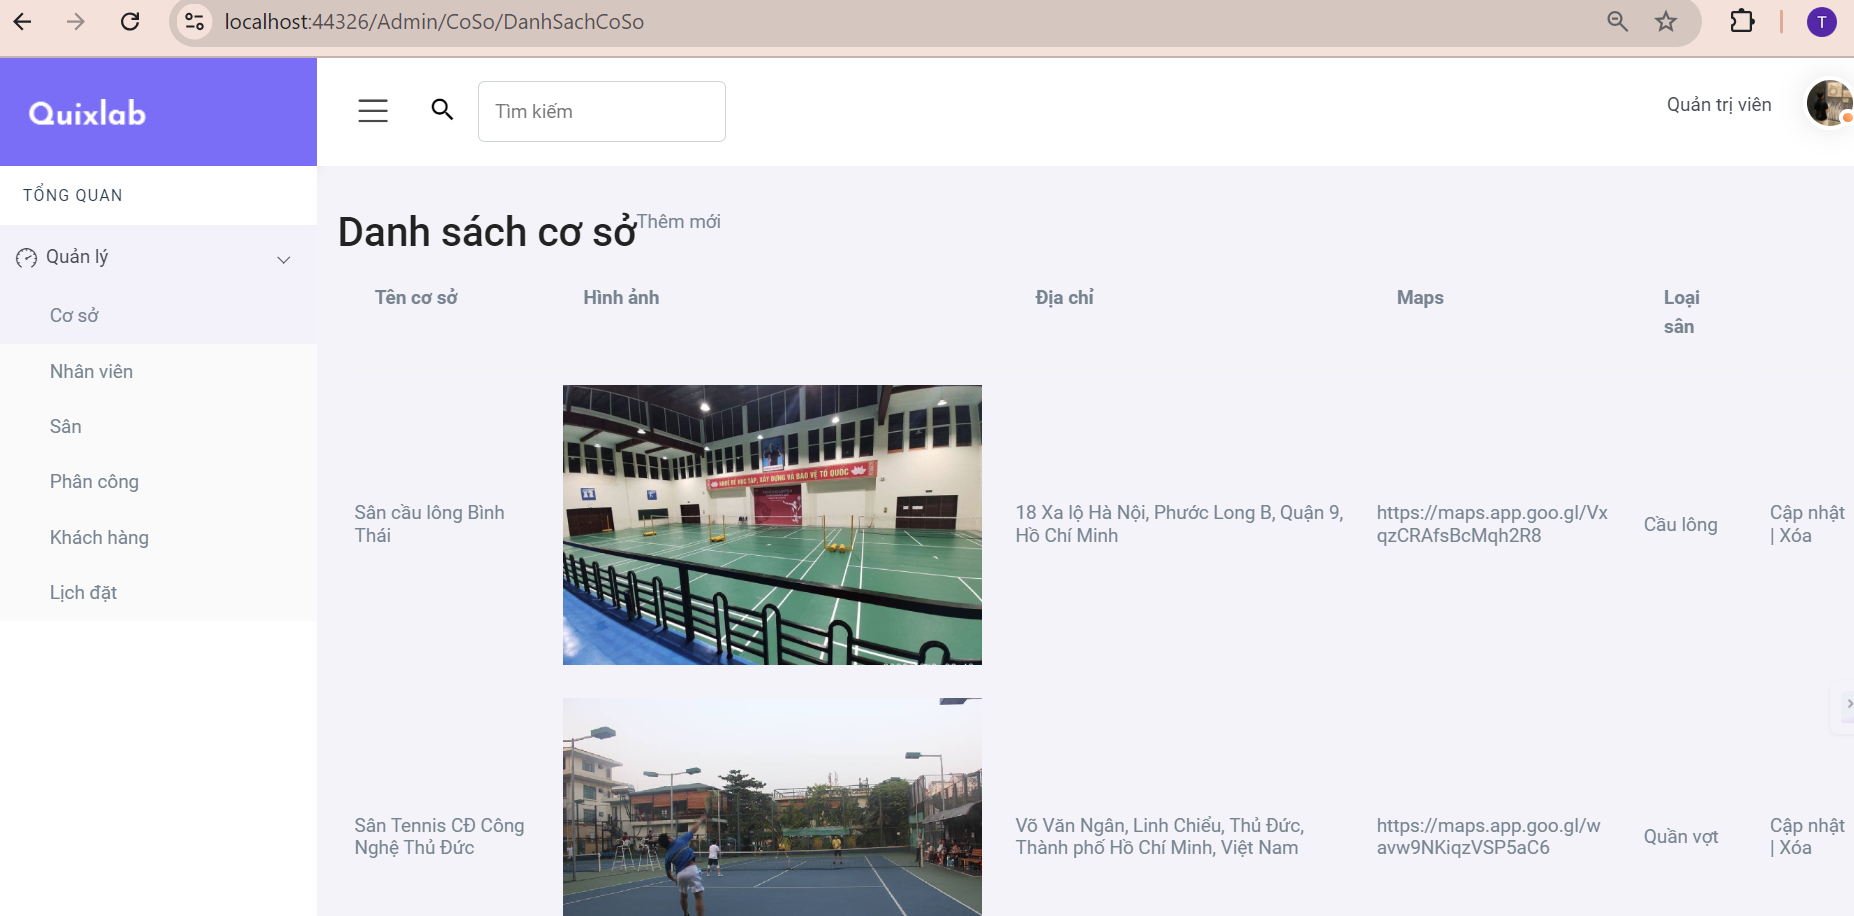 localhost:44326/Admin/CoSo/DanhSachCoSo
T
Quixlab
Tìm kiếm
Quản trị viên
TỔNG QUAN
Quản lý
Cơ sở
Nhân viên
Sân
Phân công
Khách hàng
Lịch đặt
Danh sách cơ sở
Thêm mới
Tên cơ sở
Hình ảnh
Địa chỉ
Maps
Loại
sân
Sân cầu lông Bình
Thái
18 Xa lộ Hà Nội, Phước Long B, Quận 9,
Hồ Chí Minh
https://maps.app.goo.gl/Vx
qzCRAfsBcMqh2R8
Cầu lông
Cập nhật
| Xóa
Sân Tennis CĐ Công
Nghệ Thủ Đức
Võ Văn Ngân, Linh Chiểu, Thủ Đức,
Thành phố Hồ Chí Minh, Việt Nam
https://maps.app.goo.gl/w
avw9NKiqzVSP5aC6
Quần vợt
Cập nhật
| Xóa